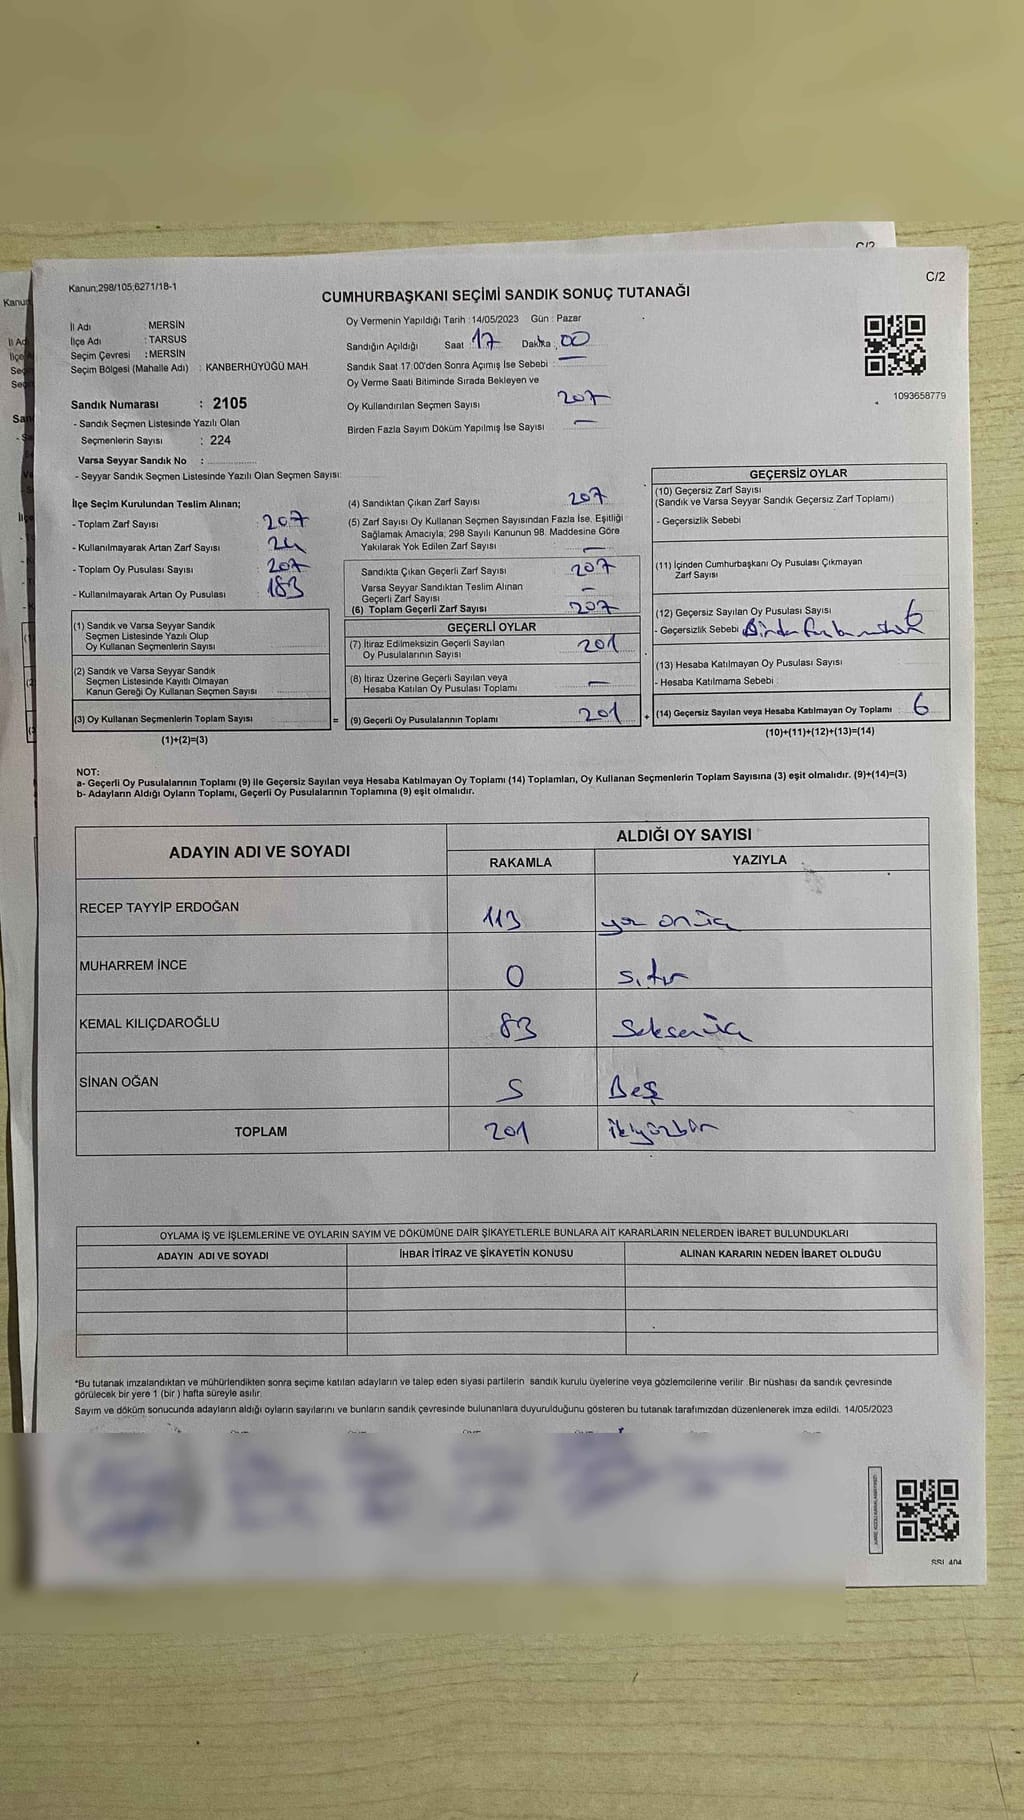 C/2
Kanun;298/105,6271/18-1
C/2
CUMHURBAŞKANI SEÇİMİ SANDIK SONUÇ TUTANAĞI
İl Adı : MERSİN
İlçe Adı : TARSUS
Seçim Çevresi : MERSİN
Seçim Bölgesi (Mahalle Adı) : KANBERHÜYÜĞÜ MAH
Sandık Numarası : 2105
- Sandık Seçmen Listesinde Yazılı Olan
Seçmenlerin Sayısı : 224
Varsa Seyyar Sandık No :
- Seyyar Sandık Seçmen Listesinde Yazılı Olan Seçmen Sayısı:
Oy Vermenin Yapıldığı Tarih :14/05/2023 Gün : Pazar
Sandığın Açıldığı Saat : 17 Dakika : 00
Sandık Saat 17:00'den Sonra Açımış İse Sebebi : —
Oy Verme Saati Bitiminde Sırada Bekleyen ve
Oy Kullandırılan Seçmen Sayısı 207
Birden Fazla Sayım Döküm Yapılmış İse Sayısı —
1093658779
İlçe Seçim Kurulundan Teslim Alınan;
- Toplam Zarf Sayısı : 207
- Kullanılmayarak Artan Zarf Sayısı : 24
- Toplam Oy Pusulası Sayısı : 207
- Kullanılmayarak Artan Oy Pusulası : 183
(1) Sandık ve Varsa Seyyar Sandık
Seçmen Listesinde Yazılı Olup
Oy Kullanan Seçmenlerin Sayısı
(2) Sandık ve Varsa Seyyar Sandık
Seçmen Listesinde Kayıtlı Olmayan
Kanun Gereği Oy Kullanan Seçmen Sayısı
(3) Oy Kullanan Seçmenlerin Toplam Sayısı
(1)+(2)=(3)
=
(4) Sandıktan Çıkan Zarf Sayısı 207
(5) Zarf Sayısı Oy Kullanan Seçmen Sayısından Fazla İse, Eşitliği
Sağlamak Amacıyla; 298 Sayılı Kanunun 98. Maddesine Göre
Yakılarak Yok Edilen Zarf Sayısı —
Sandıkta Çıkan Geçerli Zarf Sayısı 207
Varsa Seyyar Sandıktan Teslim Alınan
Geçerli Zarf Sayısı —
(6) Toplam Geçerli Zarf Sayısı 207
GEÇERLİ OYLAR
(7) İtiraz Edilmeksizin Geçerli Sayılan
Oy Pusulalarının Sayısı 201
(8) İtiraz Üzerine Geçerli Sayılan veya
Hesaba Katılan Oy Pusulası Toplamı —
(9) Geçerli Oy Pusulalarının Toplamı 201
+
GEÇERSİZ OYLAR
(10) Geçersiz Zarf Sayısı
(Sandık ve Varsa Seyyar Sandık Geçersiz Zarf Toplamı)
- Geçersizlik Sebebi
(11) İçinden Cumhurbaşkanı Oy Pusulası Çıkmayan
Zarf Sayısı
(12) Geçersiz Sayılan Oy Pusulası Sayısı 6
- Geçersizlik Sebebi
(13) Hesaba Katılmayan Oy Pusulası Sayısı
- Hesaba Katılmama Sebebi
(14) Geçersiz Sayılan veya Hesaba Katılmayan Oy Toplamı : 6
(10)+(11)+(12)+(13)=(14)
NOT:
a- Geçerli Oy Pusulalarının Toplamı (9) ile Geçersiz Sayılan veya Hesaba Katılmayan Oy Toplamı (14) Toplamları, Oy Kullanan Seçmenlerin Toplam Sayısına (3) eşit olmalıdır. (9)+(14)=(3)
b- Adayların Aldığı Oyların Toplamı, Geçerli Oy Pusulalarının Toplamına (9) eşit olmalıdır.
ADAYIN ADI VE SOYADI ALDIĞI OY SAYISI
RAKAMLA YAZIYLA
RECEP TAYYİP ERDOĞAN 113 yüz onüç
MUHARREM İNCE 0 sıfır
KEMAL KILIÇDAROĞLU 83 Seksenüç
SİNAN OĞAN 5 Beş
TOPLAM 201 ikiyüzbir
OYLAMA İŞ VE İŞLEMLERİNE VE OYLARIN SAYIM VE DÖKÜMÜNE DAİR ŞİKAYETLERLE BUNLARA AİT KARARLARIN NELERDEN İBARET BULUNDUKLARI
ADAYIN ADI VE SOYADI İHBAR İTİRAZ VE ŞİKAYETİN KONUSU ALINAN KARARIN NEDEN İBARET OLDUĞU
*Bu tutanak imzalandıktan ve mühürlendikten sonra seçime katılan adayların ve talep eden siyasi partilerin sandık kurulu üyelerine veya gözlemcilerine verilir .Bir nüshası da sandık çevresinde
görülecek bir yere 1 (bir ) hafta süreyle asılır.
Sayım ve döküm sonucunda adayların aldığı oyların sayılarını ve bunların sandık çevresinde bulunanlara duyurulduğunu gösteren bu tutanak tarafımızdan düzenlenerek imza edildi. 14/05/2023